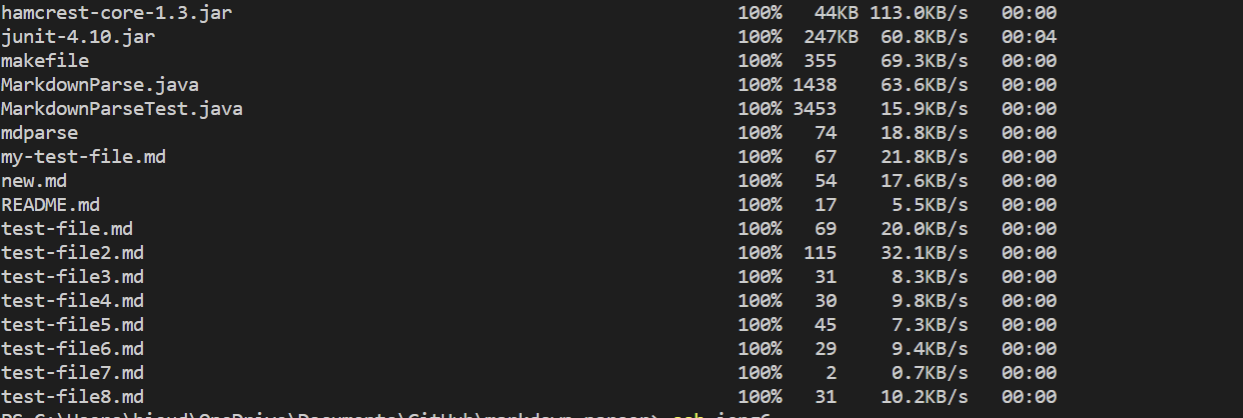 hamcrest-core-1.3.jar 100% 44KB 113.0KB/s 00:00
junit-4.10.jar 100% 247KB 60.8KB/s 00:04
makefile 100% 355 69.3KB/s 00:00
MarkdownParse.java 100% 1438 63.6KB/s 00:00
MarkdownParseTest.java 100% 3453 15.9KB/s 00:00
mdparse 100% 74 18.8KB/s 00:00
my-test-file.md 100% 67 21.8KB/s 00:00
new.md 100% 54 17.6KB/s 00:00
README.md 100% 17 5.5KB/s 00:00
test-file.md 100% 69 20.0KB/s 00:00
test-file2.md 100% 115 32.1KB/s 00:00
test-file3.md 100% 31 8.3KB/s 00:00
test-file4.md 100% 30 9.8KB/s 00:00
test-file5.md 100% 45 7.3KB/s 00:00
test-file6.md 100% 29 9.4KB/s 00:00
test-file7.md 100% 2 0.7KB/s 00:00
test-file8.md 100% 31 10.2KB/s 00:00